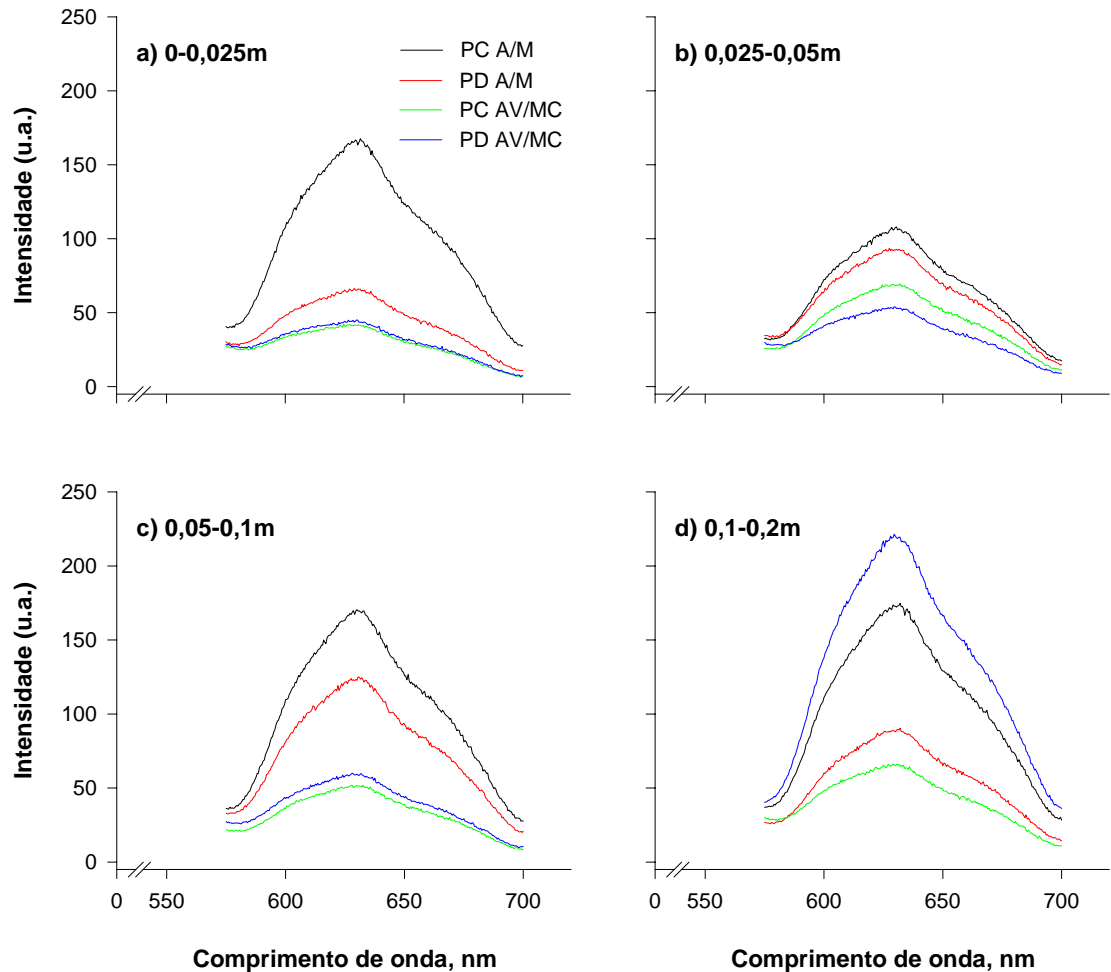 250
200
150
100
50
0
Intensidade (u.a.)
a) 0-0,025m
PC A/M
PD A/M
PC AV/MC
PD AV/MC
600
650
b) 0,025-0,05m
550
600
650
700
250
200
150
100
50
0
Intensidade (u.a.)
c) 0,05-0,1m
d) 0,1-0,2m
0 550 600 650 700
0 550 600 650 700
Comprimento de onda, nm
Comprimento de onda, nm